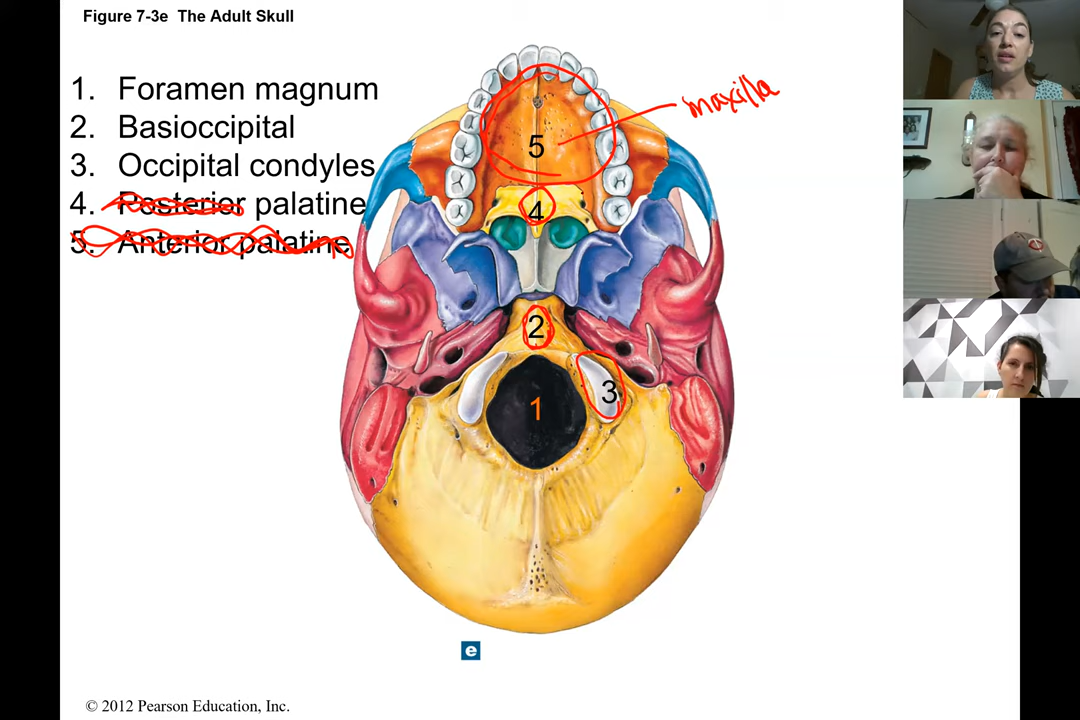 Figure 7-3e The Adult Skull
1. Foramen magnum
2. Basioccipital
3. Occipital condyles
4. Posterier palatine
5. Anterior palatine
maxilla
5
4
2
3
1
e
© 2012 Pearson Education, Inc.